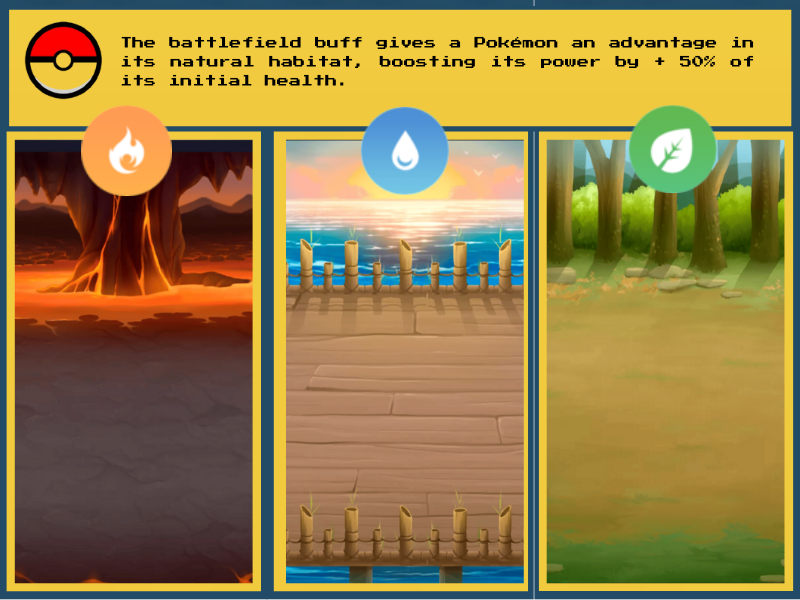 The battlefield buff gives a Pokémon an advantage in
its natural habitat, boosting its power by + 50% of
its initial health.